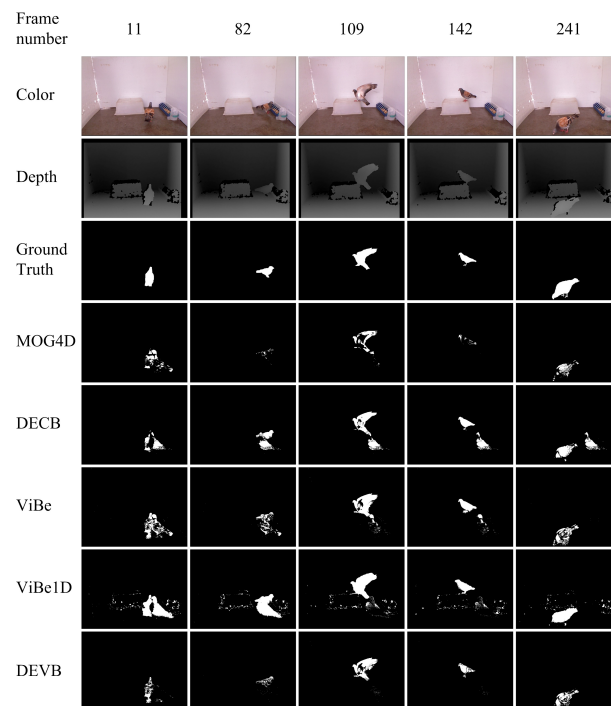 Frame
number
11 82 109 142 241
Color
Depth
Ground
Truth
MOG4D
DECB
ViBe
ViBe1D
DEVB